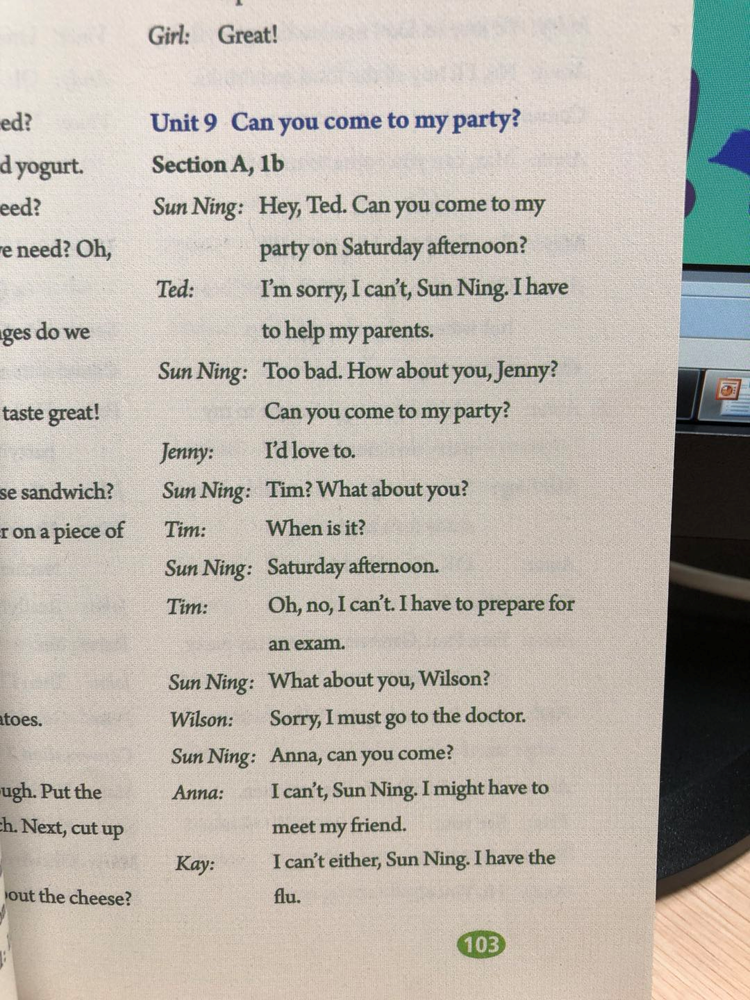 ed?
d yogurt.
eed?
e need? Oh,
ges do we
taste great!
se sandwich?
r on a piece of
atoes.
ugh. Put the
ch. Next, cut up
out the cheese?
Girl: Great!
Unit 9 Can you come to my party?
Section A, 1b
Sun Ning: Hey, Ted. Can you come to my
party on Saturday afternoon?
Ted: I'm sorry, I can't, Sun Ning. I have
to help my parents.
Sun Ning: Too bad. How about you, Jenny?
Can you come to my party?
Jenny: I'd love to.
Sun Ning: Tim? What about you?
Tim: When is it?
Sun Ning: Saturday afternoon.
Tim: Oh, no, I can't. I have to prepare for
an exam.
Sun Ning: What about you, Wilson?
Wilson: Sorry, I must go to the doctor.
Sun Ning: Anna, can you come?
Anna: I can't, Sun Ning. I might have to
meet my friend.
Kay: I can't either, Sun Ning. I have the
flu.
103